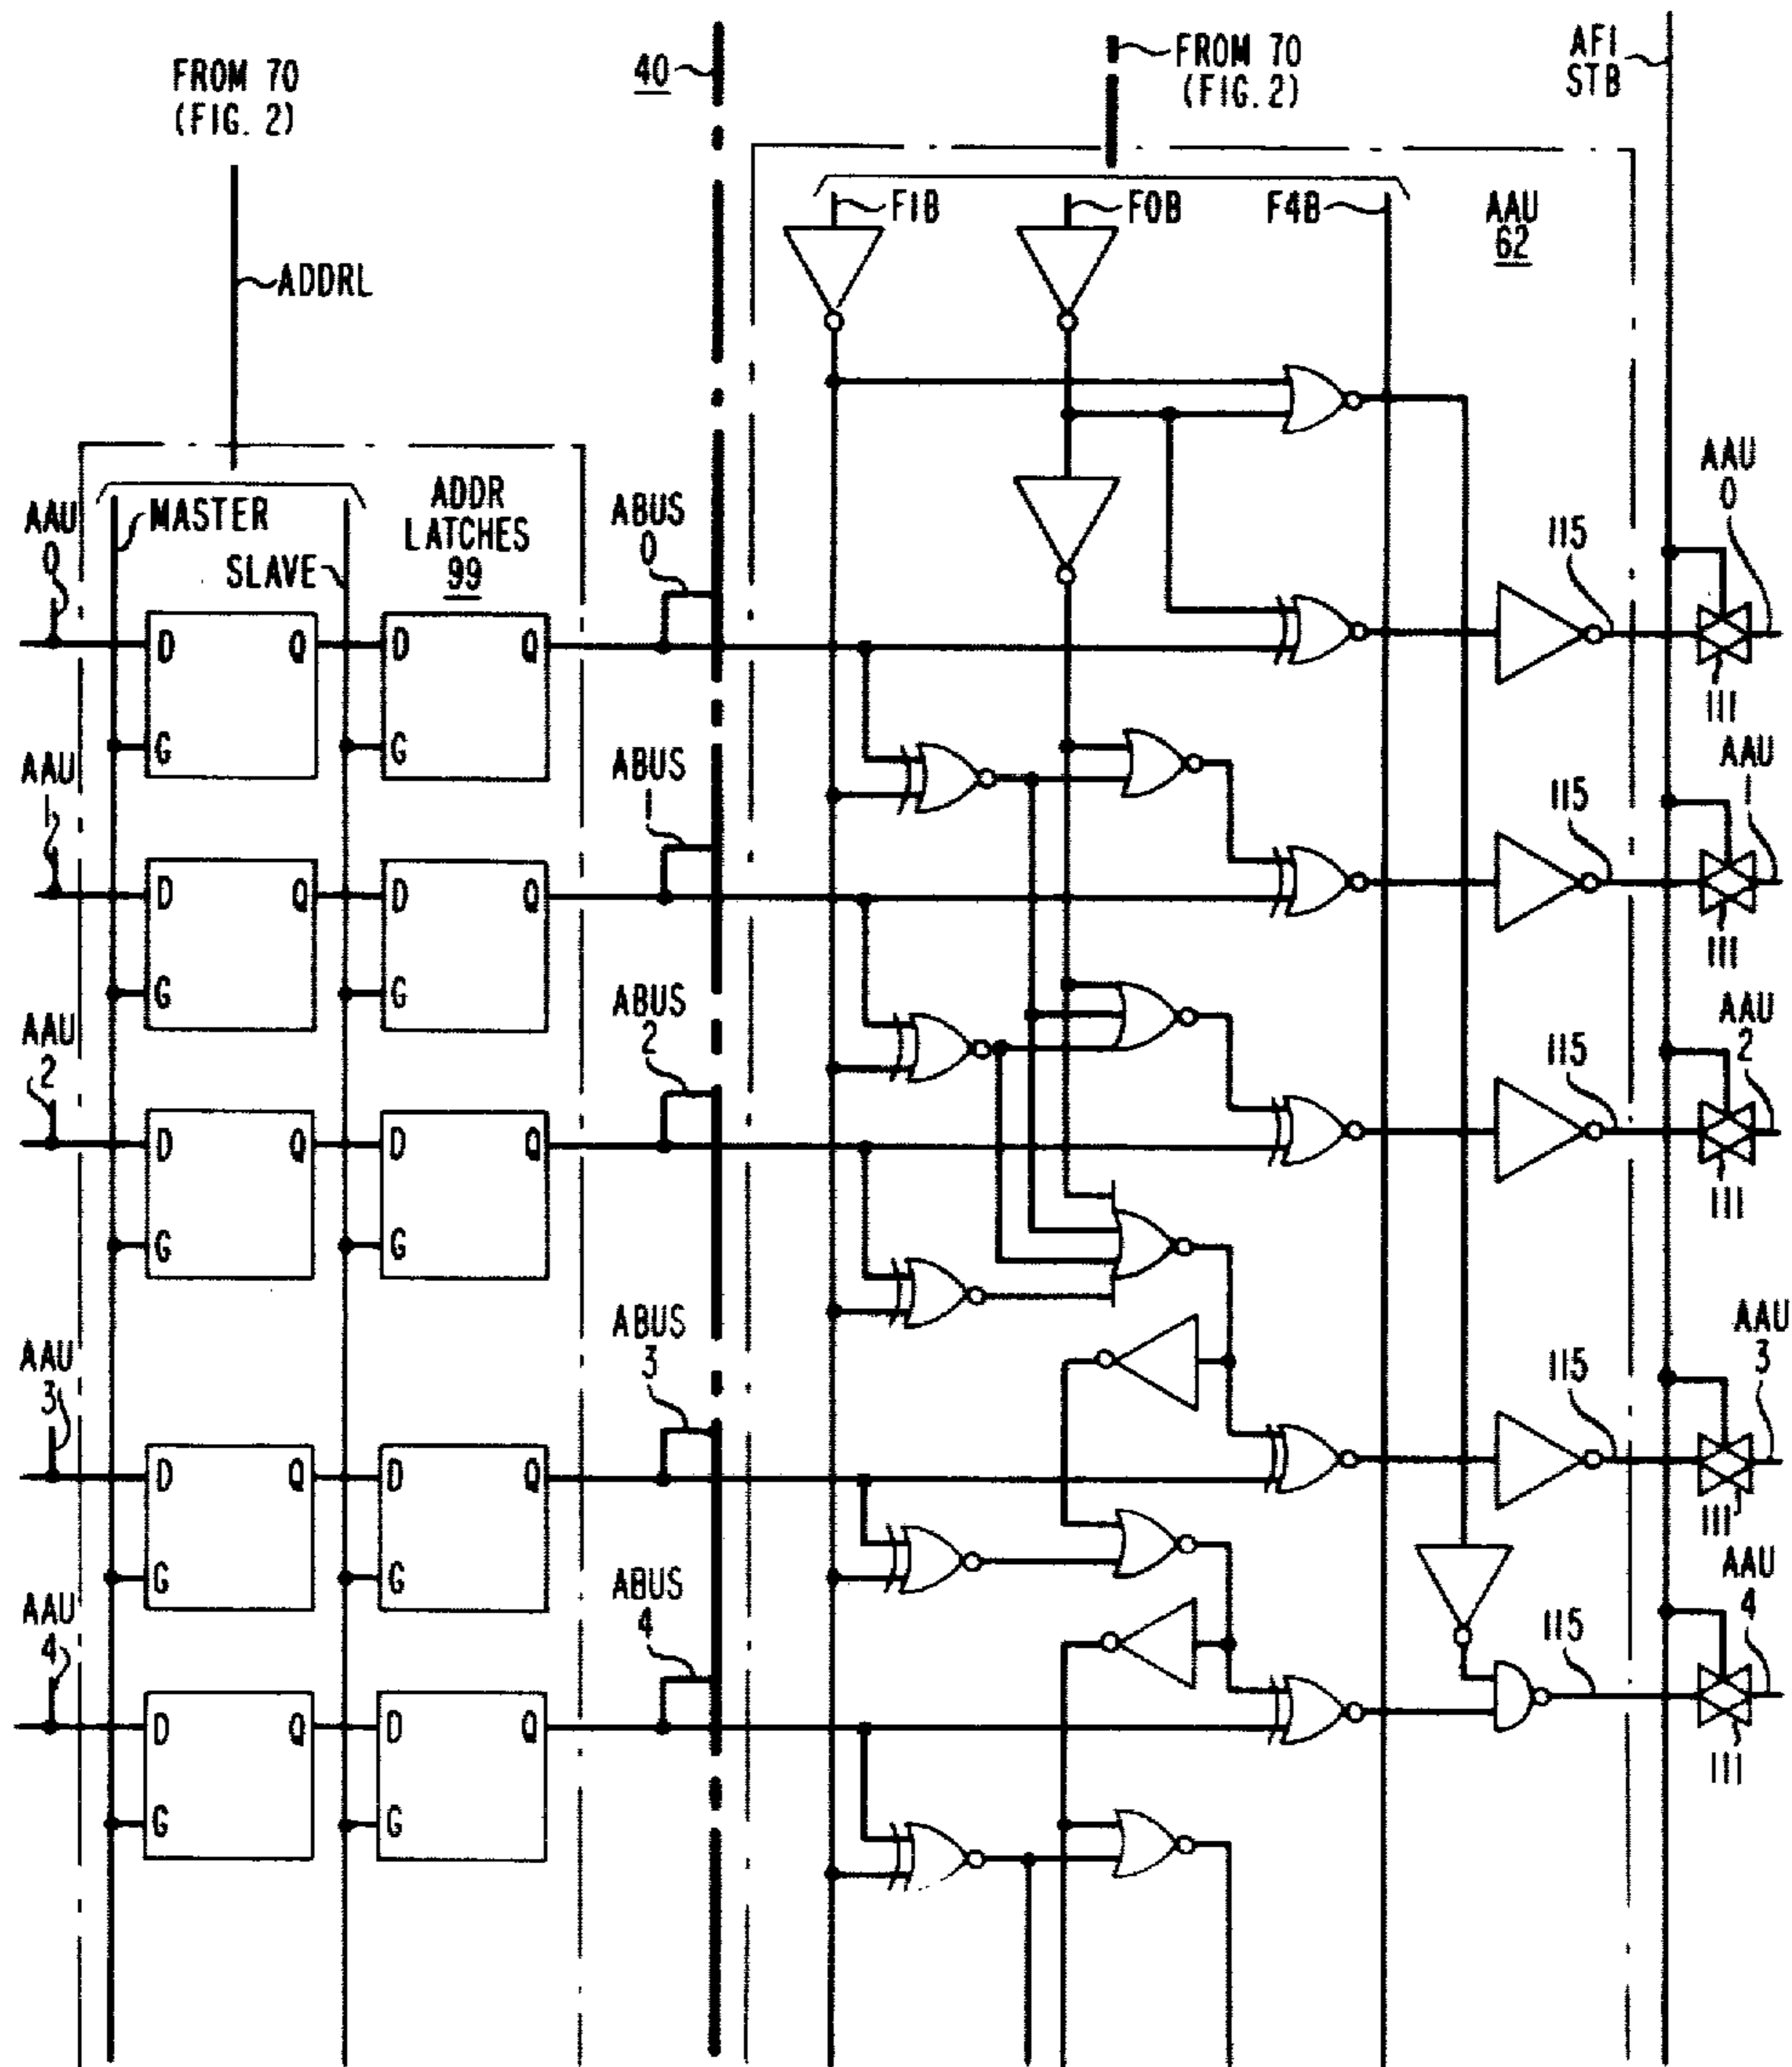 FROM 70
(FIG. 2)
40
FROM 70
(FIG. 2)
AFI
STB
F1B
F0B
F4B
AAU
62
ADDRL
MASTER
SLAVE
ADDR
LATCHES
99
AAU
0
D
Q
D
Q
G
G
ABUS
0
115
AAU
0
111
AAU
1
D
Q
D
Q
G
G
ABUS
1
115
AAU
1
111
AAU
2
D
Q
D
Q
G
G
ABUS
2
115
AAU
2
111
AAU
3
D
Q
D
Q
G
G
ABUS
3
115
AAU
3
111
AAU
4
D
Q
D
Q
G
G
ABUS
4
115
AAU
4
111